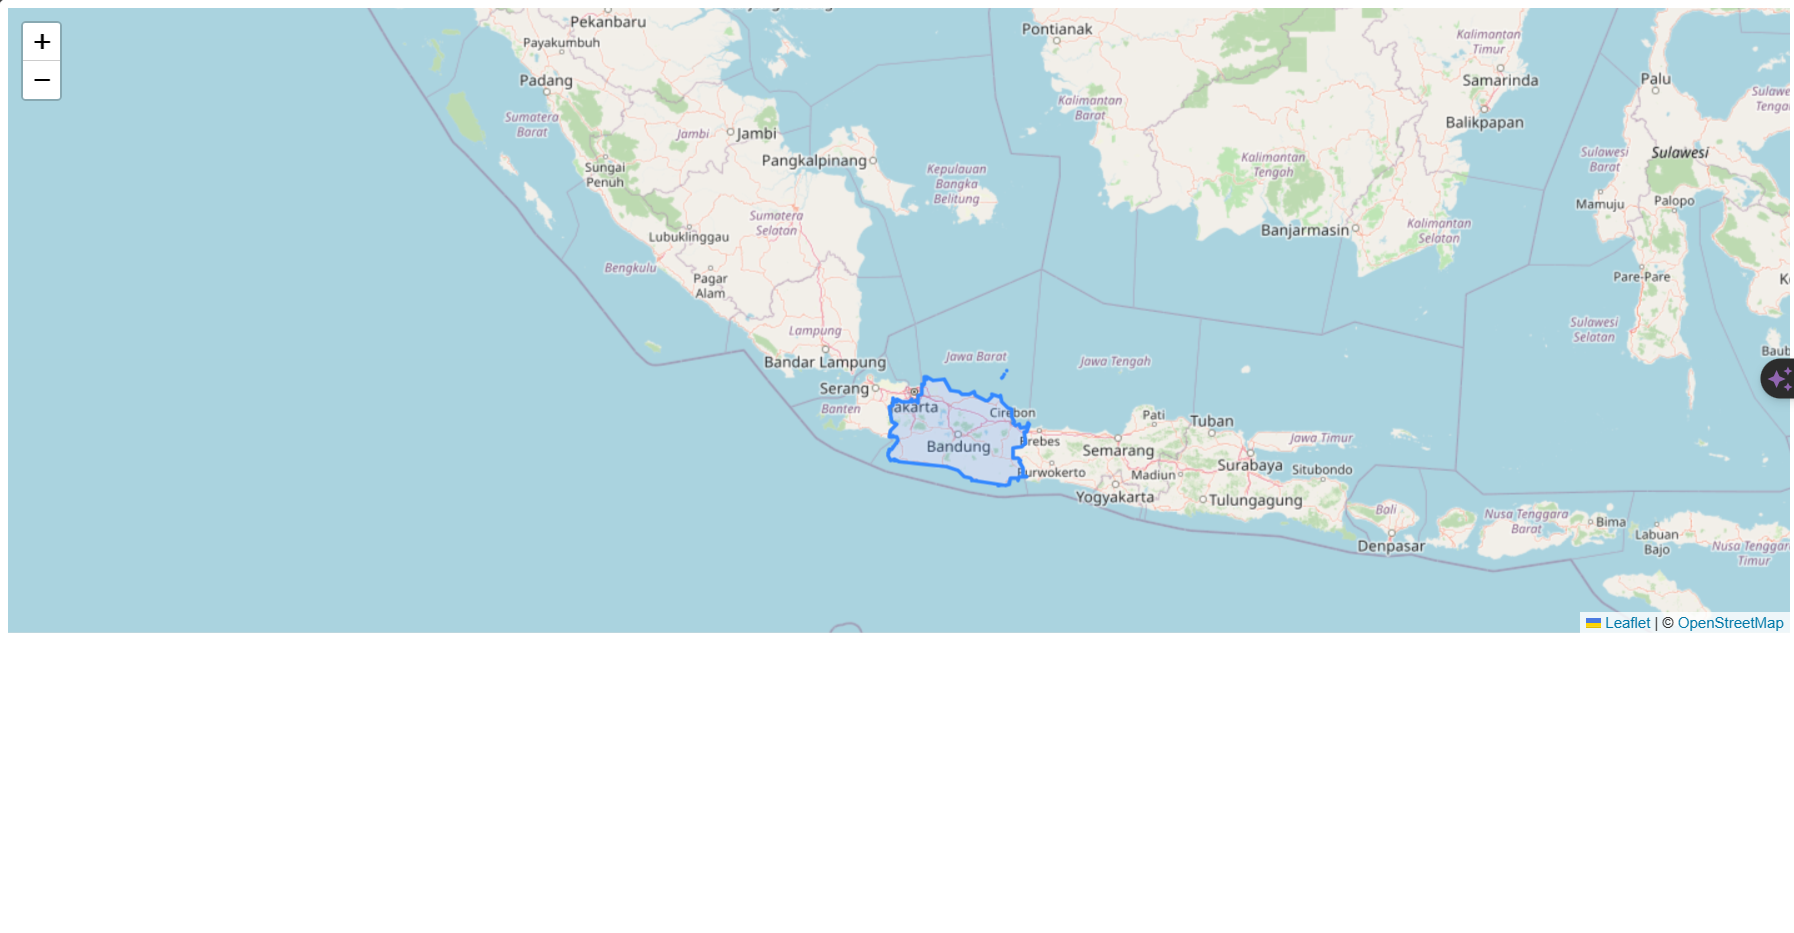 +
−
Pekanbaru
Payakumbuh
Padang
Sumatera
Barat
Jambi
Jambi
Sungai
Penuh
Pangkalpinang
Kepulauan
Bangka
Belitung
Sumatera
Selatan
Lubuklinggau
Bengkulu
Pagar
Alam
Lampung
Bandar Lampung
Pontianak
Kalimantan
Barat
Kalimantan
Tengah
Kalimantan
Timur
Samarinda
Balikpapan
Banjarmasin
Kalimantan
Selatan
Palu
Sulawesi
Barat
Sulawesi
Mamuju
Palopo
Pare-Pare
Sulawesi
Selatan
Serang
Banten
Jawa Barat
Jawa Tengah
akarta
Cirebon
Bandung
Brebes
Purwokerto
Pati
Tuban
Semarang
Jawa Timur
Madiun
Surabaya
Situbondo
Yogyakarta
Tulungagung
Bali
Denpasar
Nusa Tenggara
Barat
Bima
Labuan
Bajo
Nusa Tenggar
Timur
Leaflet | © OpenStreetMap